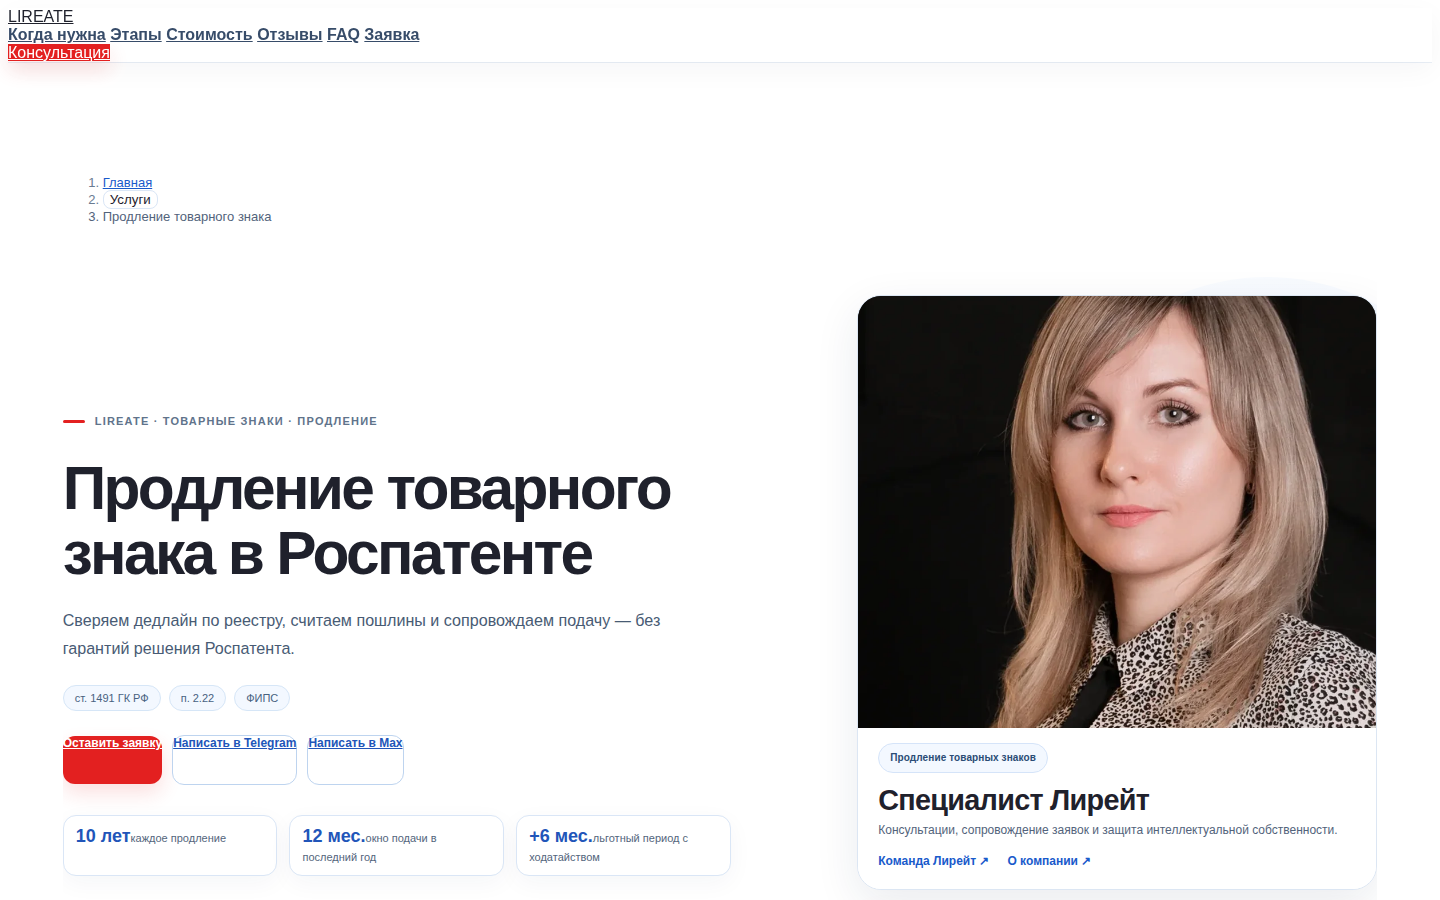 LIREATE
Когда нужна Этапы Стоимость Отзывы FAQ Заявка
Консультация
1. Главная
2. Услуги
3. Продление товарного знака
LIREATE · ТОВАРНЫЕ ЗНАКИ · ПРОДЛЕНИЕ
Продление товарного
знака в Роспатенте
Сверяем дедлайн по реестру, считаем пошлины и сопровождаем подачу — без
гарантий решения Роспатента.
ст. 1491 ГК РФ п. 2.22 ФИПС
Оставить заявку Написать в Telegram Написать в Max
10 лет каждое продление
12 мес. окно подачи в
последний год
+6 мес. льготный период с
ходатайством
Продление товарных знаков
Специалист Лирейт
Консультации, сопровождение заявок и защита интеллектуальной собственности.
Команда Лирейт ↗ О компании ↗